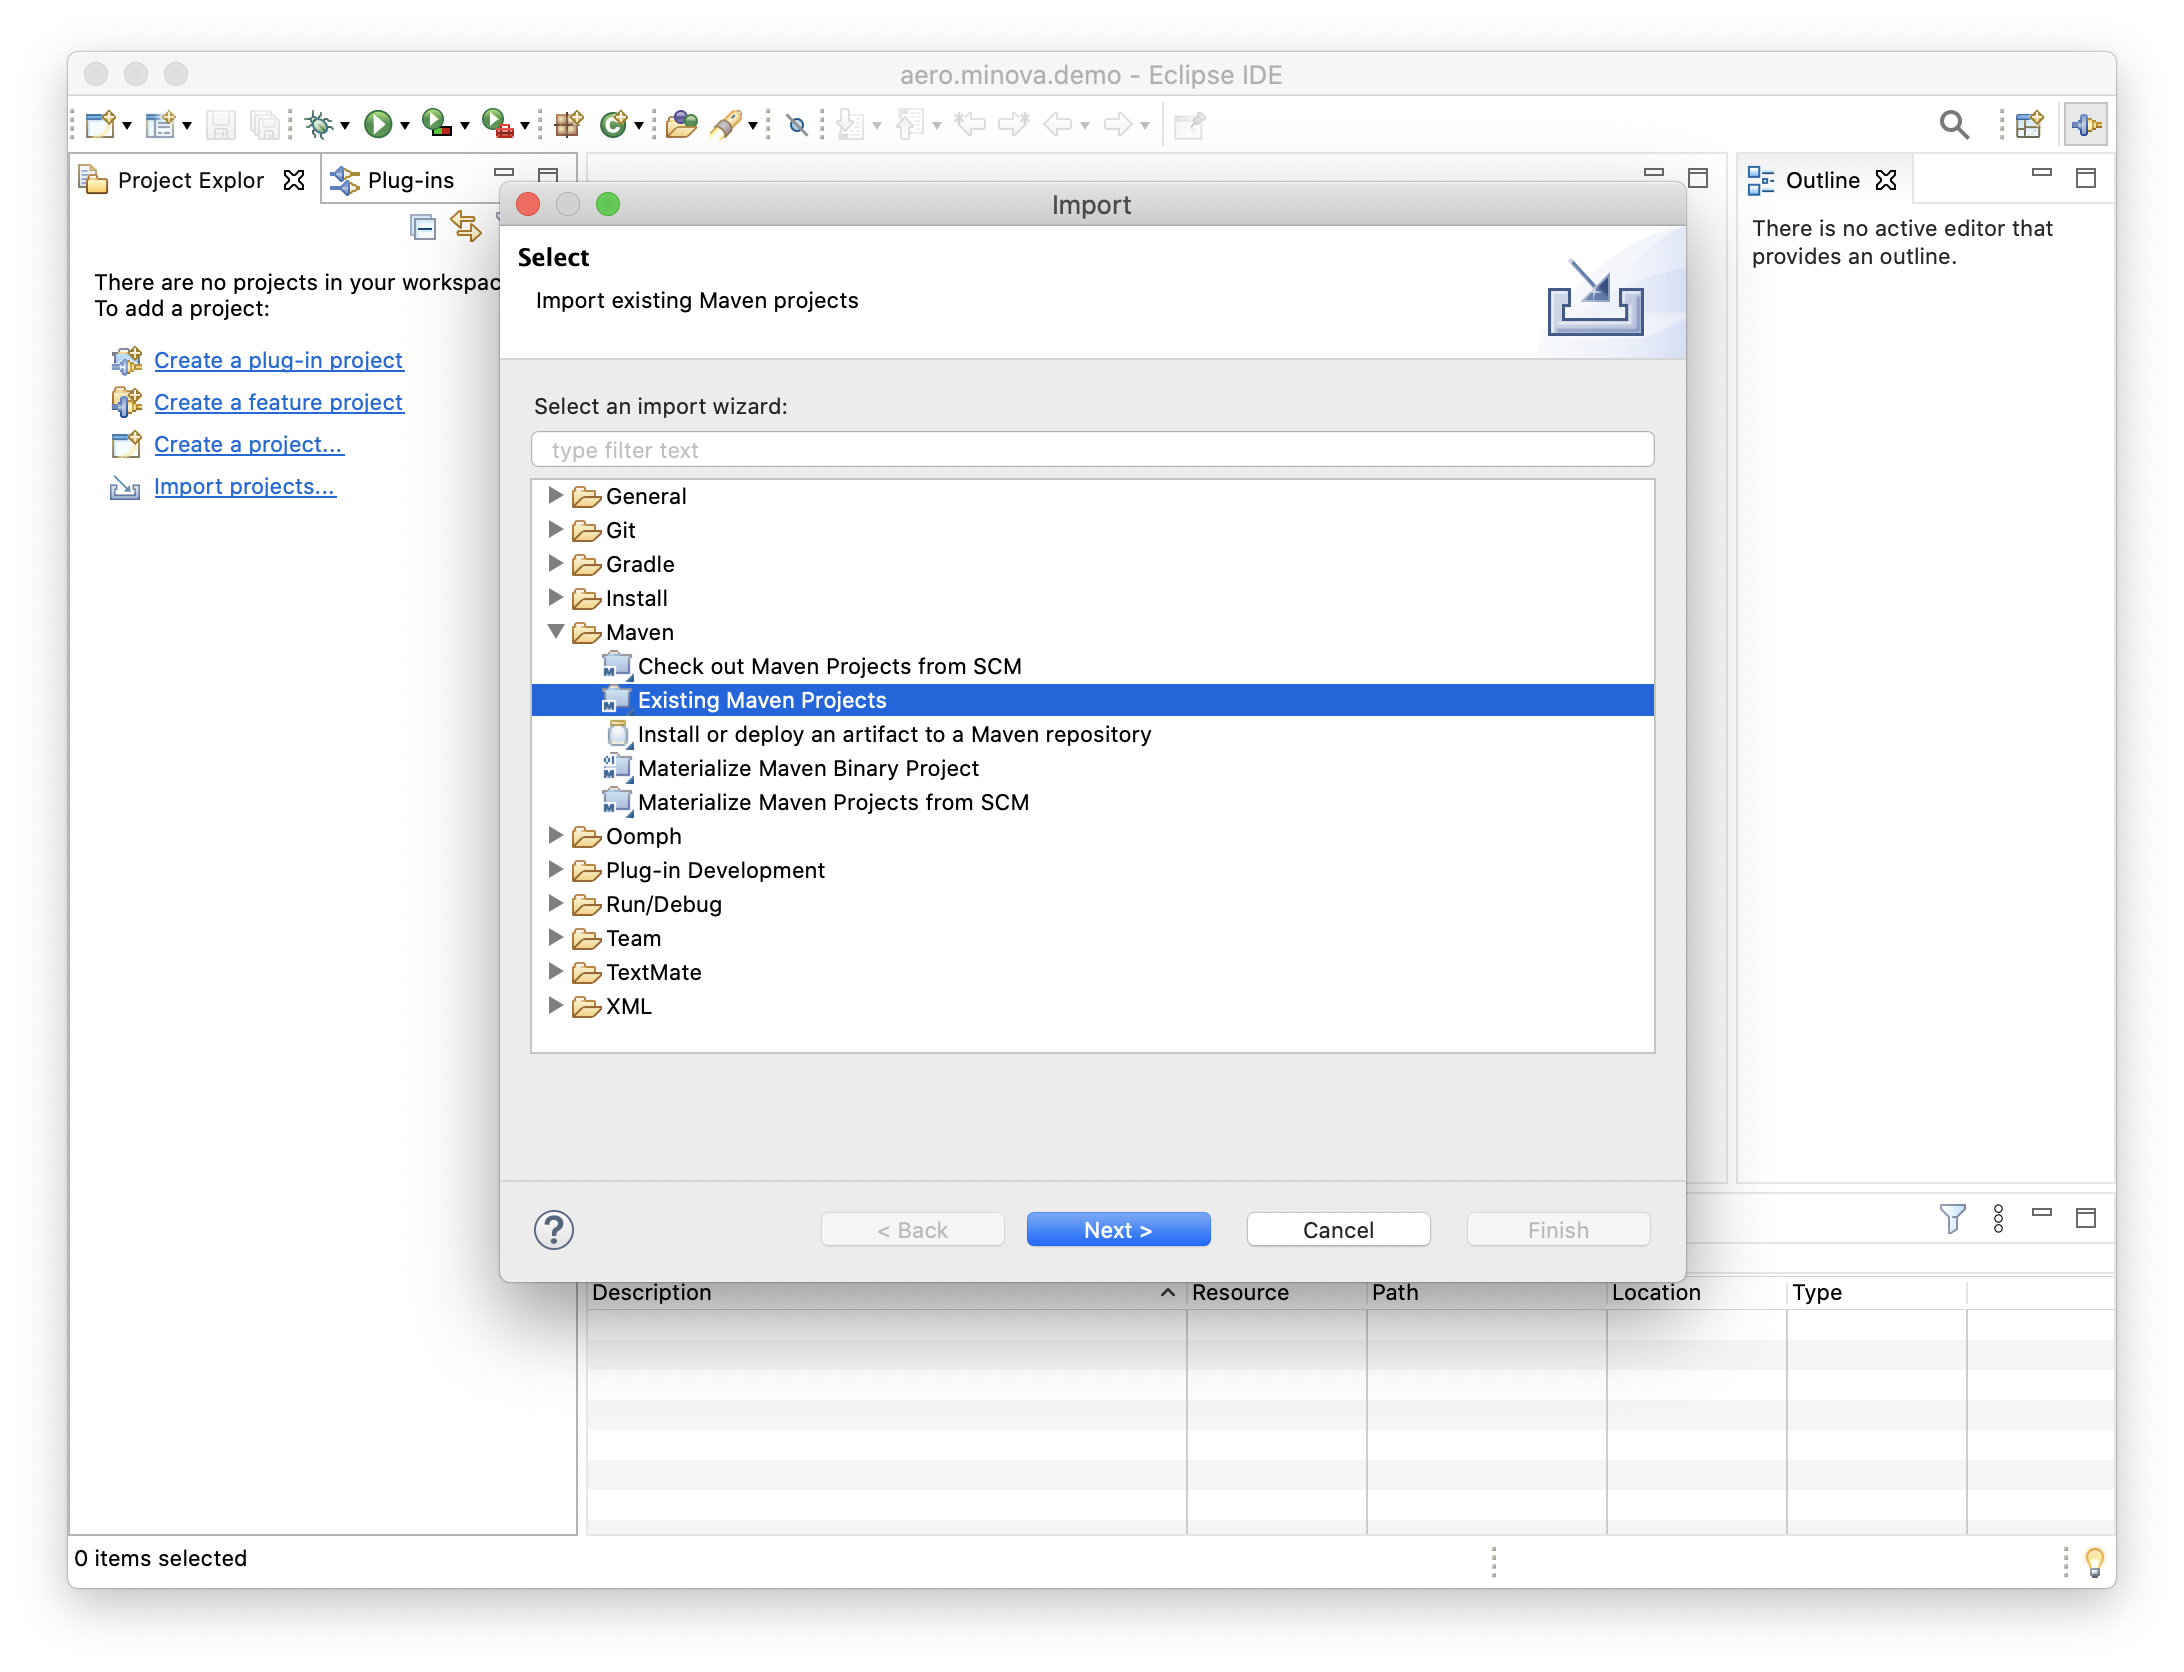 aero.minova.demo - Eclipse IDE
Project Explor
Plug-ins
There are no projects in your workspac
To add a project:
Create a plug-in project
Create a feature project
Create a project...
Import projects...
Import
Select
Import existing Maven projects
Select an import wizard:
type filter text
General
Git
Gradle
Install
Maven
Check out Maven Projects from SCM
Existing Maven Projects
Install or deploy an artifact to a Maven repository
Materialize Maven Binary Project
Materialize Maven Projects from SCM
Oomph
Plug-in Development
Run/Debug
Team
TextMate
XML
< Back
Next >
Cancel
Finish
Outline
There is no active editor that
provides an outline.
Description
Resource
Path
Location
Type
0 items selected